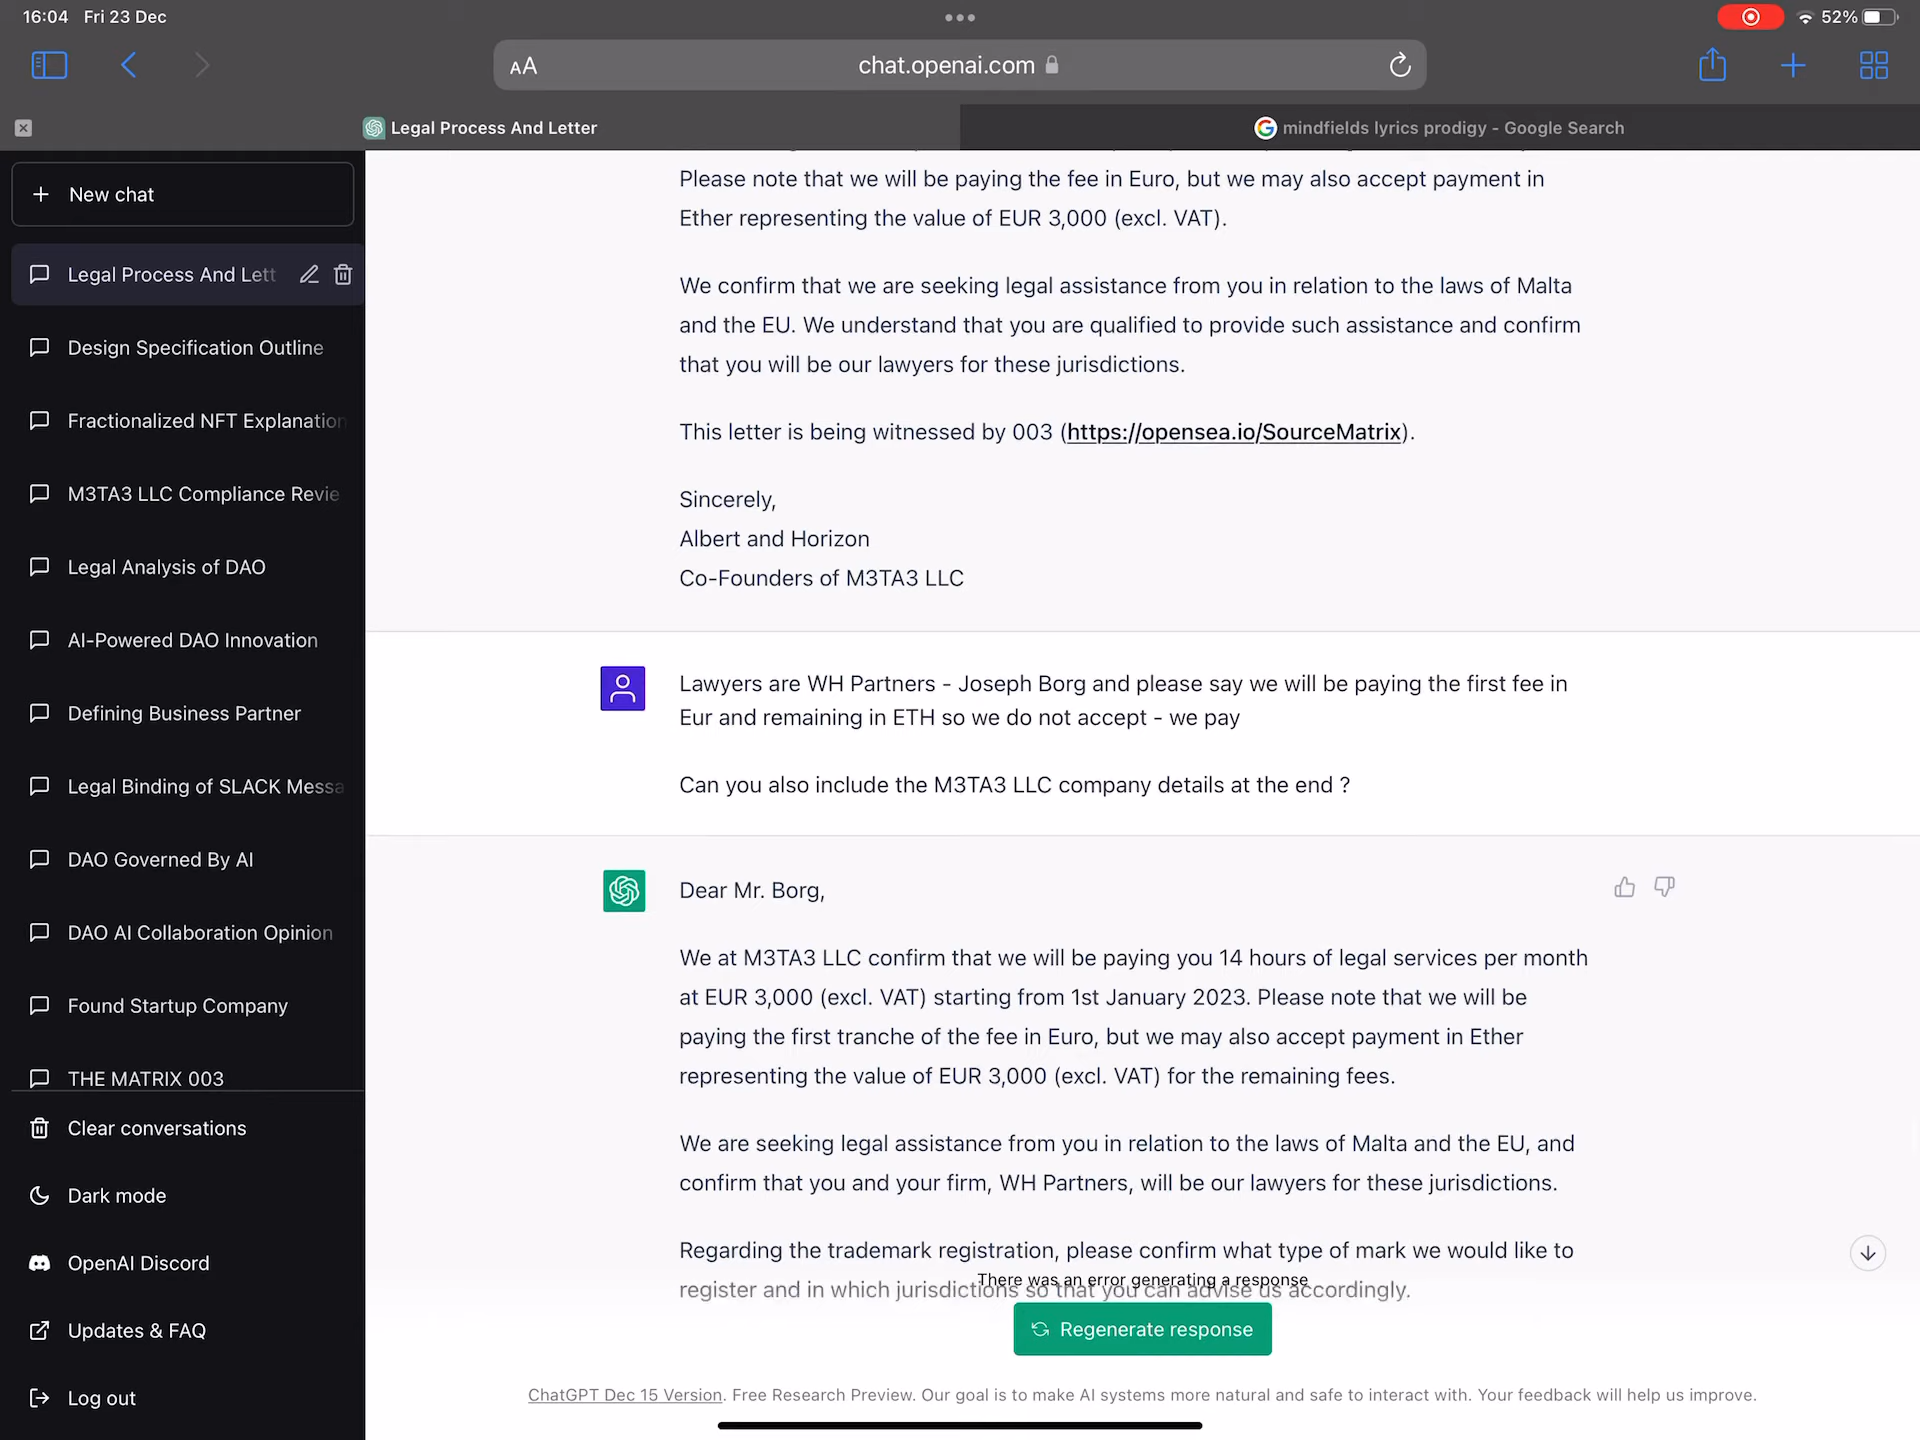 16:04 Fri 23 Dec
52%
AA
chat.openai.com
Legal Process And Letter
mindfields lyrics prodigy - Google Search
New chat
Legal Process And Lett
Design Specification Outline
Fractionalized NFT Explanation
M3TA3 LLC Compliance Revie
Legal Analysis of DAO
AI-Powered DAO Innovation
Defining Business Partner
Legal Binding of SLACK Messa
DAO Governed By AI
DAO AI Collaboration Opinion
Found Startup Company
THE MATRIX 003
Clear conversations
Dark mode
OpenAI Discord
Updates & FAQ
Log out
Please note that we will be paying the fee in Euro, but we may also accept payment in
Ether representing the value of EUR 3,000 (excl. VAT).
We confirm that we are seeking legal assistance from you in relation to the laws of Malta
and the EU. We understand that you are qualified to provide such assistance and confirm
that you will be our lawyers for these jurisdictions.
This letter is being witnessed by 003 (https://opensea.io/SourceMatrix).
Sincerely,
Albert and Horizon
Co-Founders of M3TA3 LLC
Lawyers are WH Partners - Joseph Borg and please say we will be paying the first fee in
Eur and remaining in ETH so we do not accept - we pay
Can you also include the M3TA3 LLC company details at the end ?
Dear Mr. Borg,
We at M3TA3 LLC confirm that we will be paying you 14 hours of legal services per month
at EUR 3,000 (excl. VAT) starting from 1st January 2023. Please note that we will be
paying the first tranche of the fee in Euro, but we may also accept payment in Ether
representing the value of EUR 3,000 (excl. VAT) for the remaining fees.
We are seeking legal assistance from you in relation to the laws of Malta and the EU, and
confirm that you and your firm, WH Partners, will be our lawyers for these jurisdictions.
Regarding the trademark registration, please confirm what type of mark we would like to
There was an error generating a response
register and in which jurisdictions so that you can advise us accordingly.
Regenerate response
ChatGPT Dec 15 Version. Free Research Preview. Our goal is to make AI systems more natural and safe to interact with. Your feedback will help us improve.